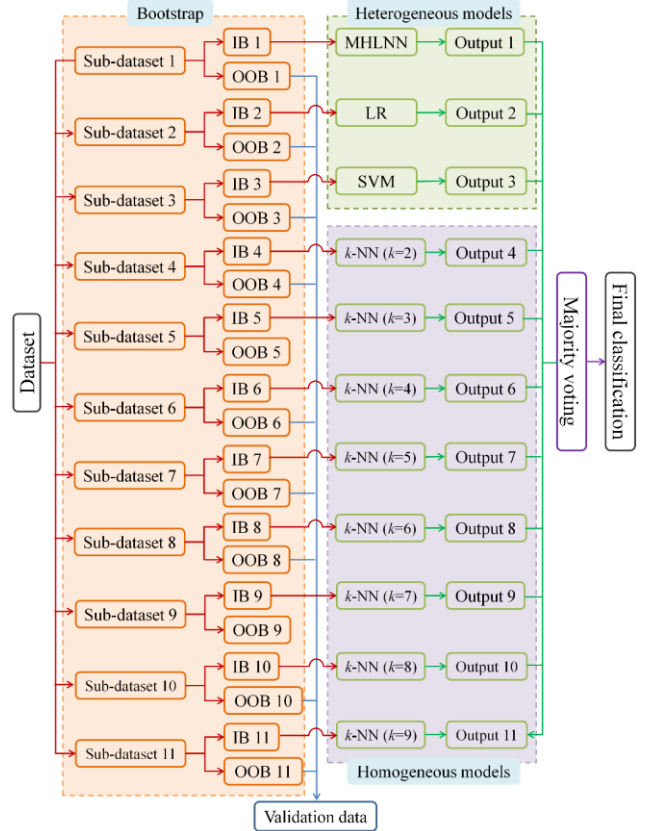 Bootstrap
Heterogeneous models
IB 1
MHLNN
Output 1
Sub-dataset 1
OOB 1
IB 2
LR
Output 2
Sub-dataset 2
OOB 2
IB 3
SVM
Output 3
Sub-dataset 3
OOB 3
IB 4
k-NN (k=2)
Output 4
Sub-dataset 4
OOB 4
IB 5
k-NN (k=3)
Output 5
Sub-dataset 5
OOB 5
Dataset
Majority voting
Final classification
IB 6
k-NN (k=4)
Output 6
Sub-dataset 6
OOB 6
IB 7
k-NN (k=5)
Output 7
Sub-dataset 7
OOB 7
IB 8
k-NN (k=6)
Output 8
Sub-dataset 8
OOB 8
IB 9
k-NN (k=7)
Output 9
Sub-dataset 9
OOB 9
IB 10
k-NN (k=8)
Output 10
Sub-dataset 10
OOB 10
IB 11
k-NN (k=9)
Output 11
Sub-dataset 11
OOB 11
Homogeneous models
Validation data